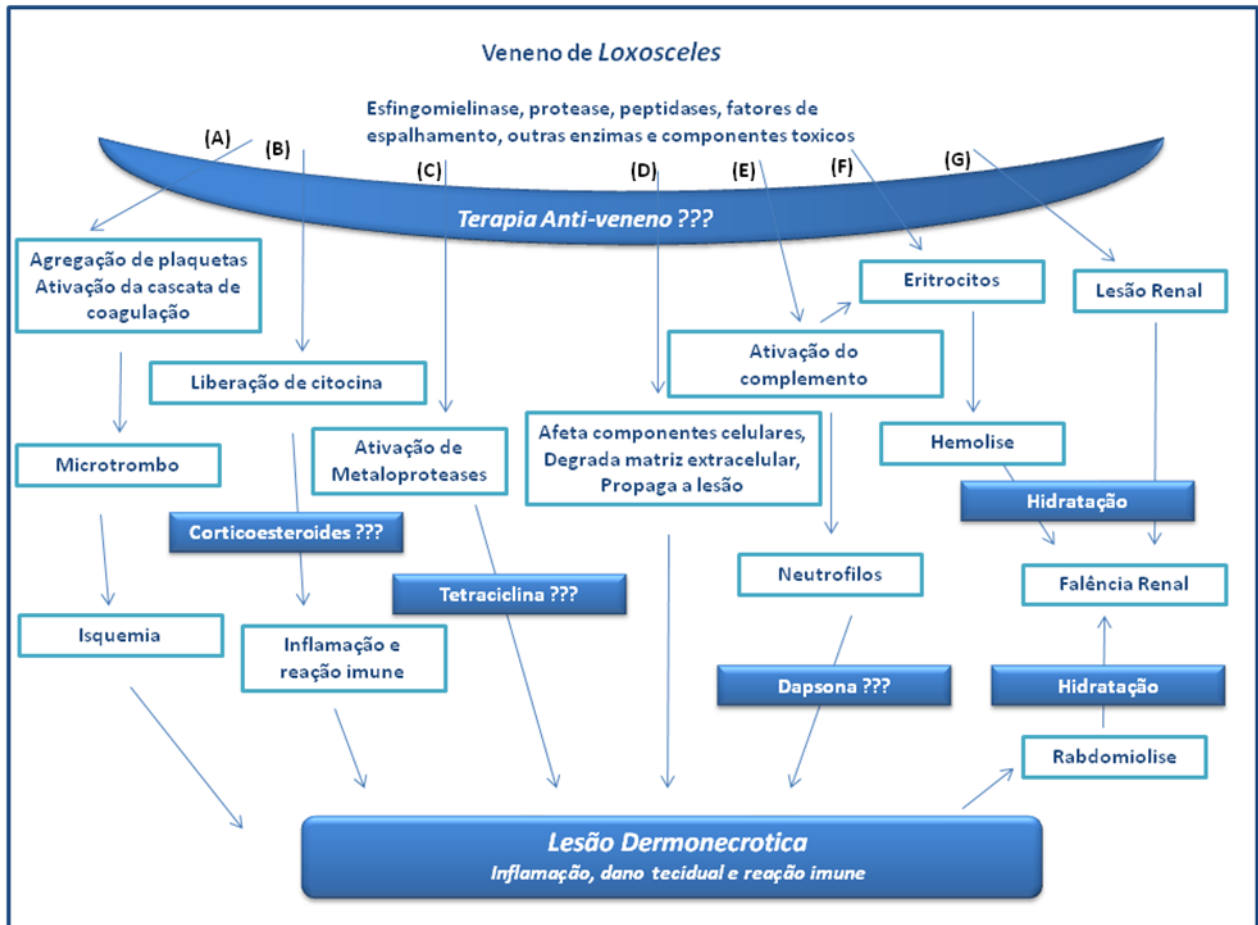 Veneno de Loxosceles
Esfingomielinase, protease, peptidases, fatores de
espalhamento, outras enzimas e componentes toxicos
(A)
(B)
(C)
(D)
(E)
(F)
(G)
Terapia Anti-veneno ???
Agregação de plaquetas
Ativação da cascata de
coagulação
Eritrocitos
Lesão Renal
Liberação de citocina
Ativação do
complemento
Microtrombo
Ativação de
Metaloproteases
Afeta componentes celulares,
Degrada matriz extracelular,
Propaga a lesão
Hemolise
Hidratação
Corticoesteroides ???
Tetraciclina ???
Neutrofilos
Falência Renal
Isquemia
Inflamação e
reação imune
Dapsona ???
Hidratação
Rabdomiolise
Lesão Dermonecrotica
Inflamação, dano tecidual e reação imune